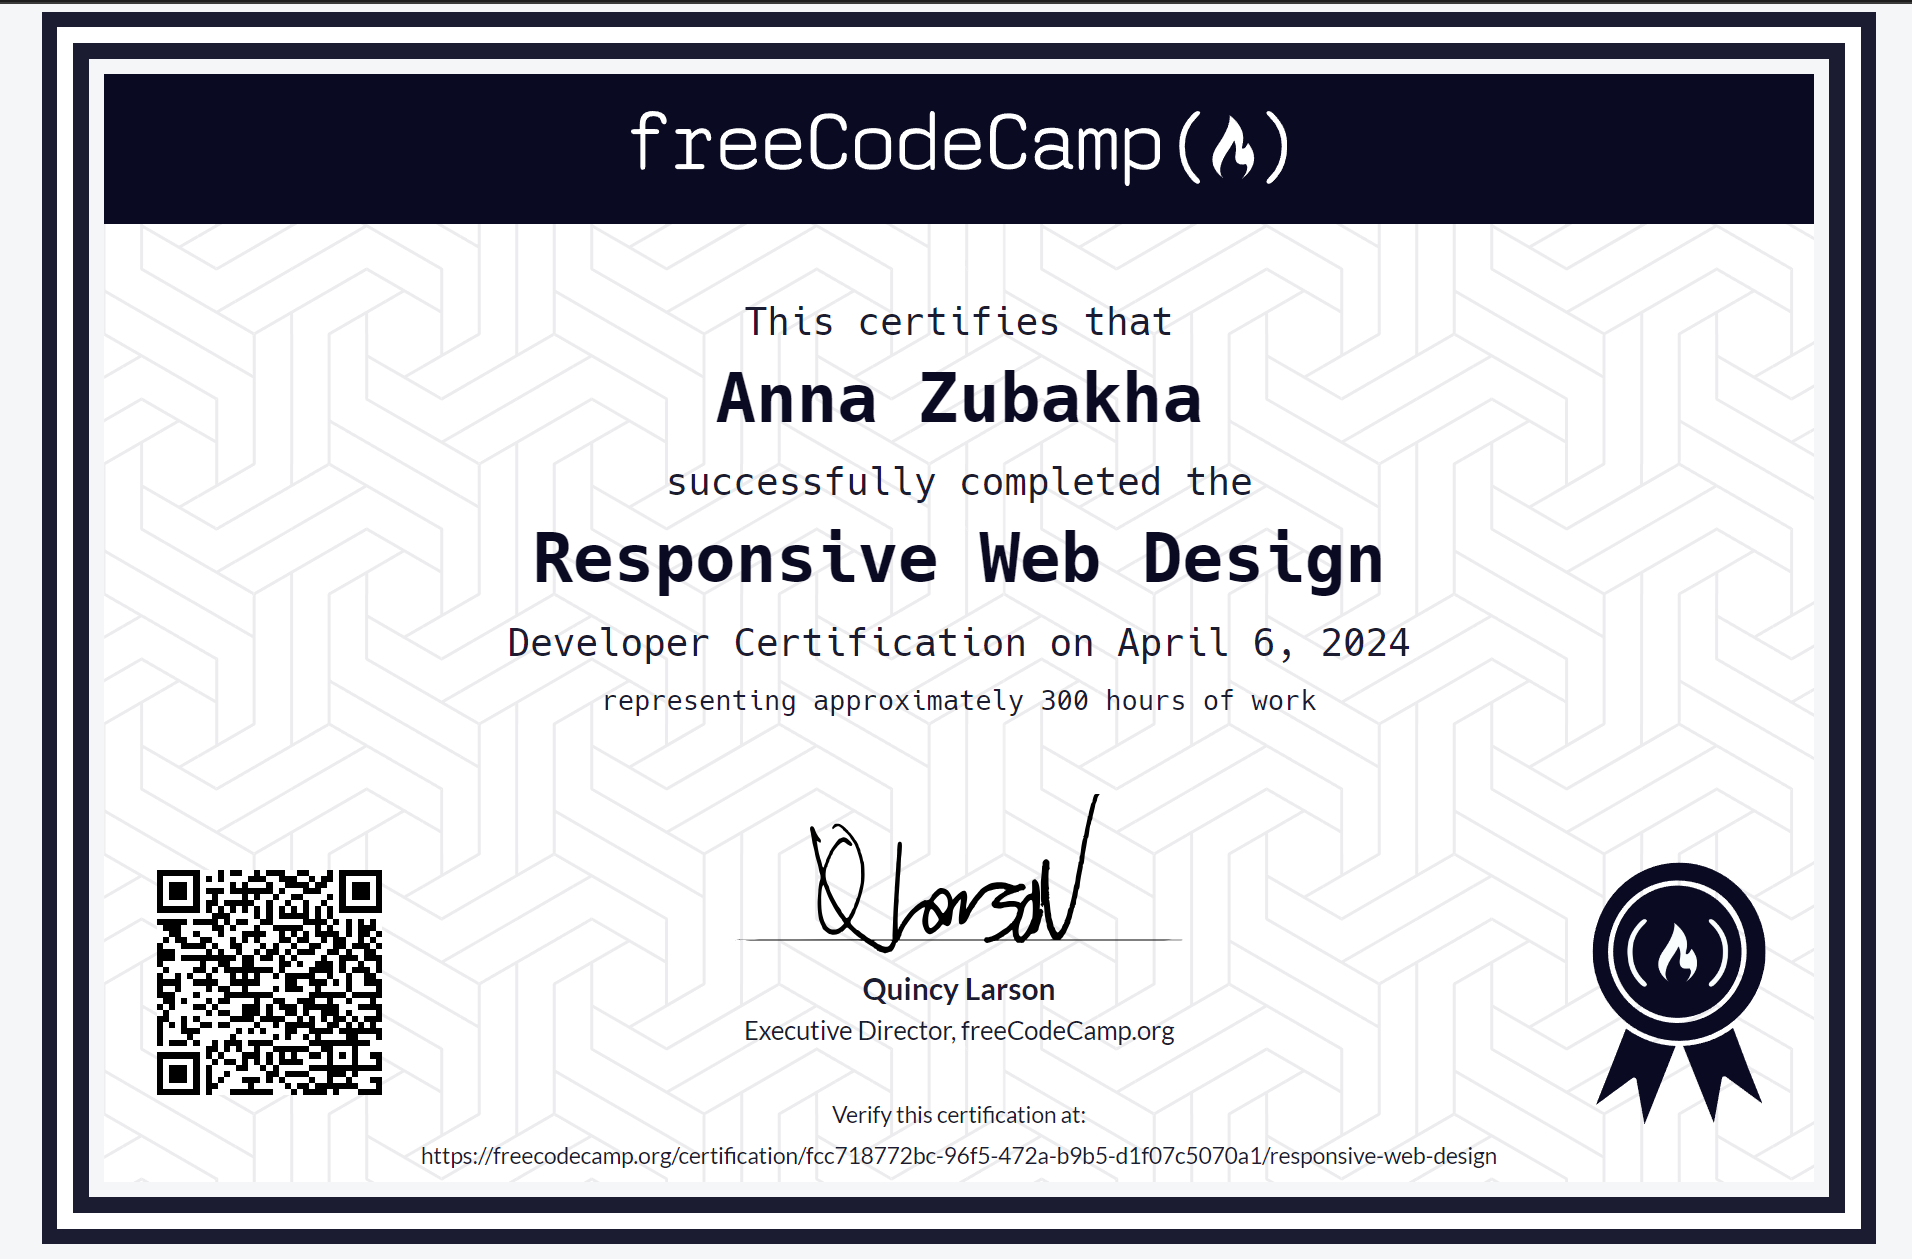 freeCodeCamp(🔥)
This certifies that
Anna Zubakha
successfully completed the
Responsive Web Design
Developer Certification on April 6, 2024
representing approximately 300 hours of work
Q Larson
Quincy Larson
Executive Director, freeCodeCamp.org
Verify this certification at:
https://freecodecamp.org/certification/fcc718772bc-96f5-472a-b9b5-d1f07c5070a1/responsive-web-design